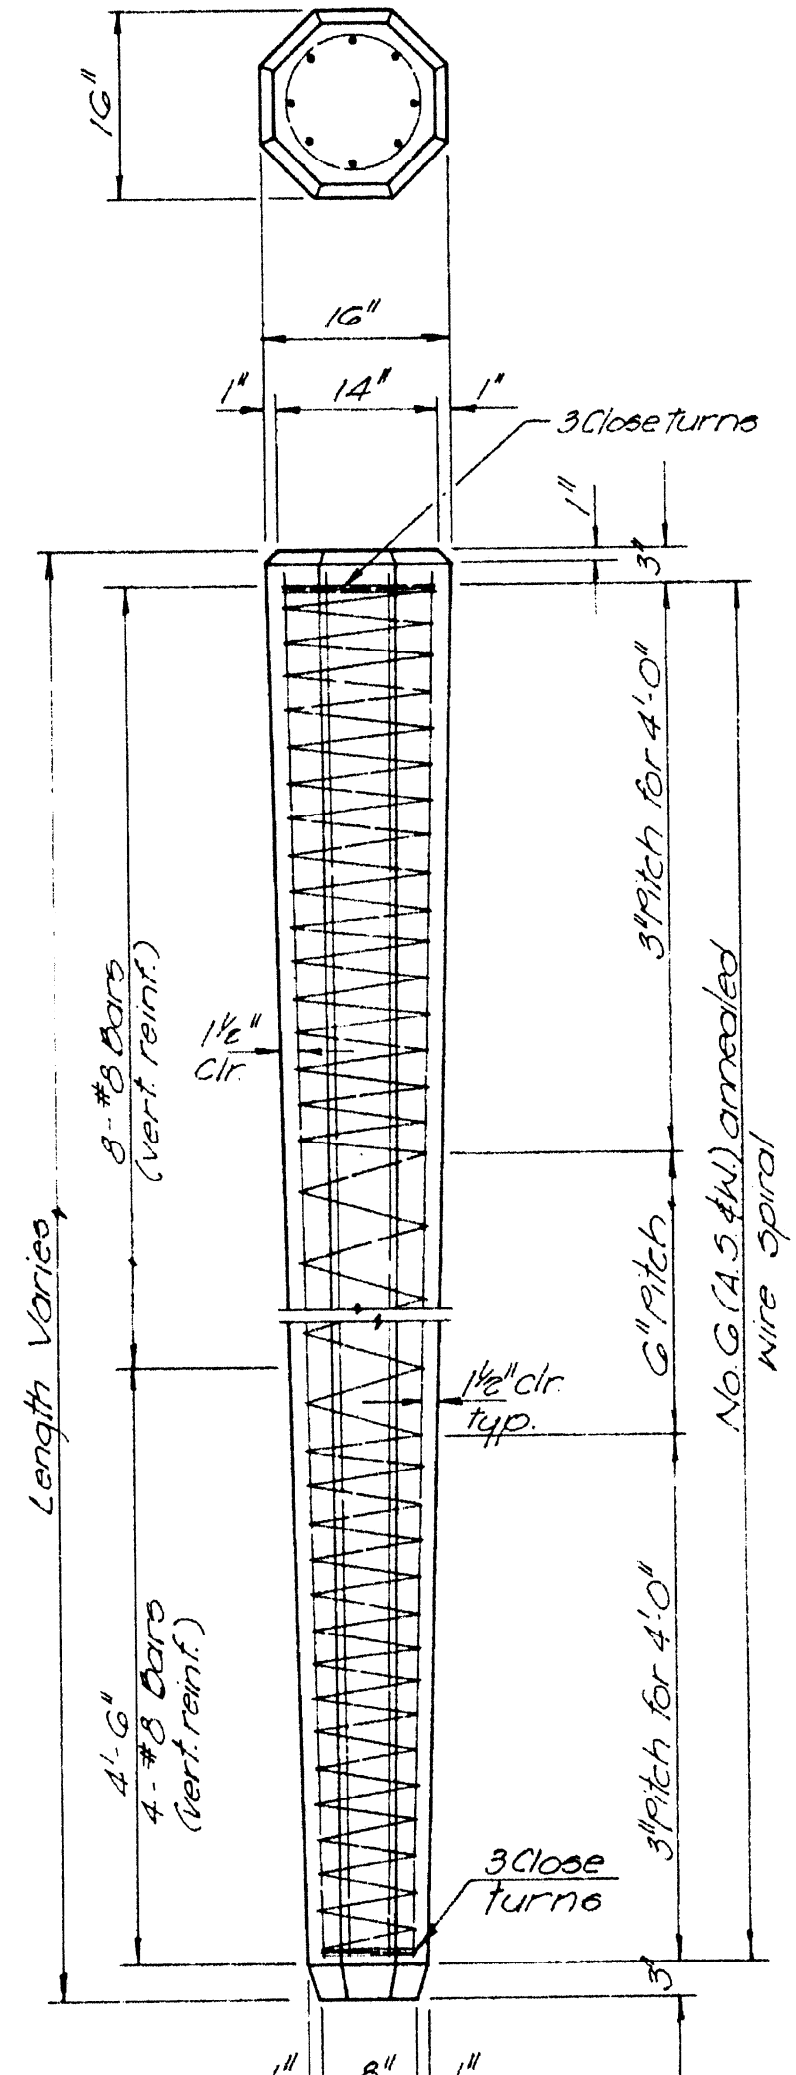 16"
16"
1" 14" 1"
3 Close turns
1"
3"
3" Pitch for 4'-0"
8 - #8 Bars
(vert. reinf.)
1½"
Clr.
No. 6 (A.S.&W.) annealed
wire spiral
6" Pitch
Length Varies
1½" clr.
typ.
4'-6"
4 - #8 Bars
(vert. reinf.)
3" Pitch for 4'-0"
3 Close
turns
3"
1" 8" 1"